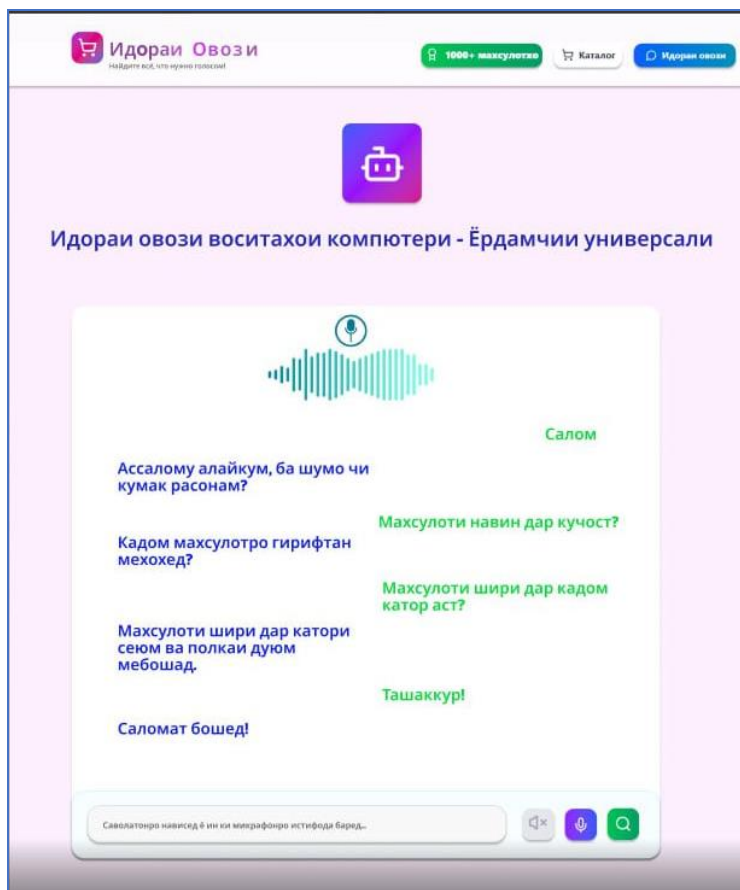 Идораи Овози
Найдите всё, что нужно голосом!
1000+ махсулотхо
Каталог
Идораи овози
Идораи овози воситахои компютери - Ёрдамчии универсали
Салом
Ассалому алайкум, ба шумо чи
кумак расонам?
Махсулоти навин дар кучост?
Кадом махсулотро гирифтан
мехохед?
Махсулоти шири дар кадом
катор аст?
Махсулоти шири дар катори
сеюм ва полкаи дуюм
мебошад.
Ташаккур!
Саломат бошед!
Саволатонро нависед ё ин ки микрафонро истифода баред...